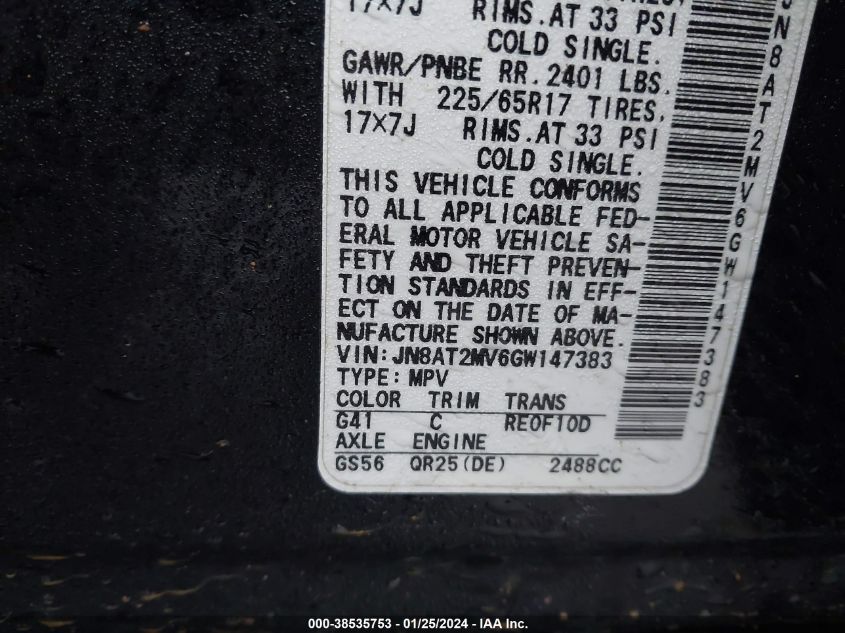 17X7J RIMS.AT 33 PSI
COLD SINGLE.
GAWR/PNBE RR.2401 LBS.
WITH 225/65R17 TIRES,
17X7J RIMS.AT 33 PSI
COLD SINGLE.
THIS VEHICLE CONFORMS
TO ALL APPLICABLE FED-
ERAL MOTOR VEHICLE SA-
FETY AND THEFT PREVEN-
TION STANDARDS IN EFF-
ECT ON THE DATE OF MA-
NUFACTURE SHOWN ABOVE.
VIN:JN8AT2MV6GW147383
TYPE:MPV
COLOR TRIM TRANS
G41 C RE0F10D
AXLE ENGINE
GS56 QR25(DE) 2488CC
N8AT2MV6GW147383
000-38535753 - 01/25/2024 - IAA Inc.